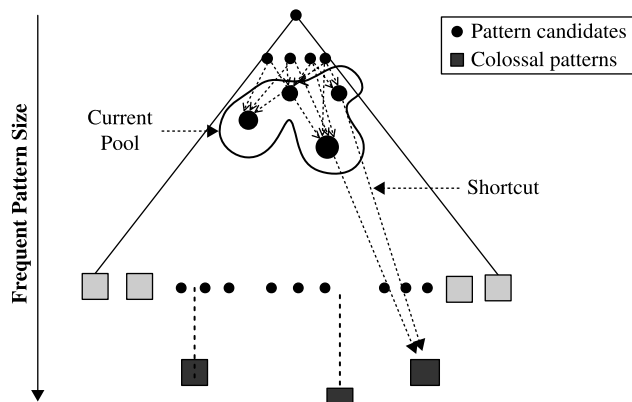 Pattern candidates
Colossal patterns
Current
Pool
Shortcut
Frequent Pattern Size